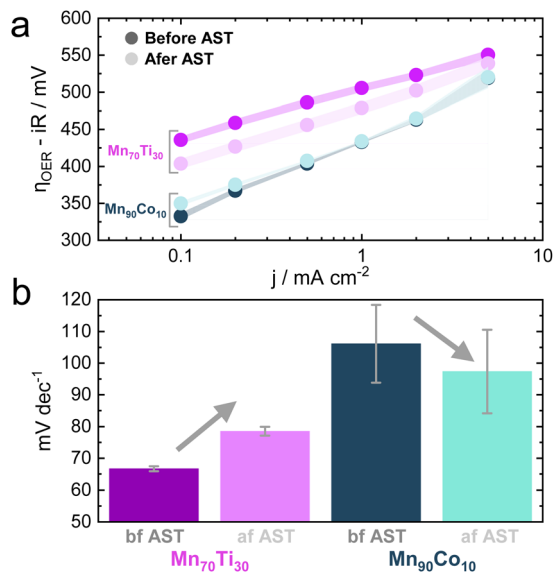 a
550
500
450
400
350
300
η_OER - iR / mV
Before AST
Afer AST
Mn₇₀Ti₃₀
Mn₉₀Co₁₀
0.1
1
10
j / mA cm⁻²
b
120
110
100
90
80
70
60
50
mV dec⁻¹
bf AST
af AST
bf AST
af AST
Mn₇₀Ti₃₀
Mn₉₀Co₁₀